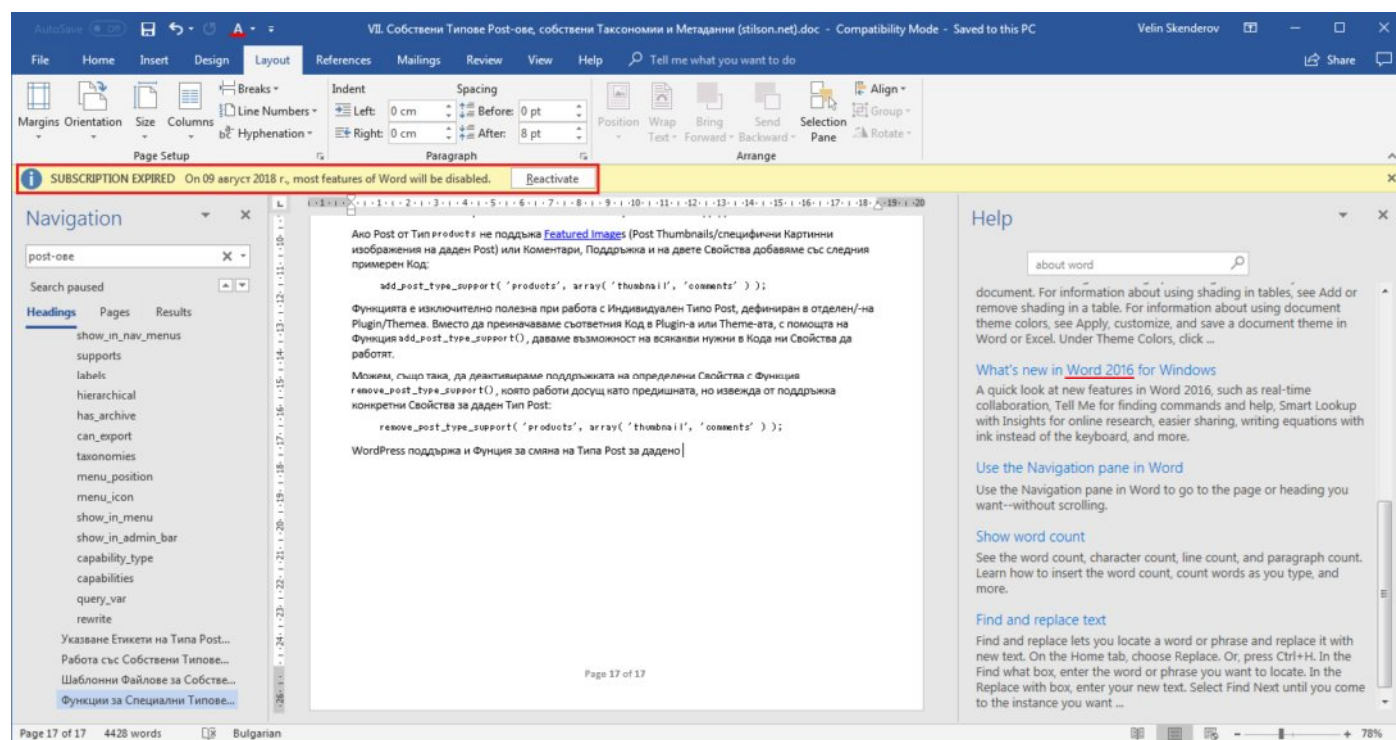 AutoSave Off
VII. Собствени Типове Post-ове, собствени Таксономии и Метаданни (stilson.net).doc - Compatibility Mode - Saved to this PC
Velin Skenderov
File Home Insert Design Layout References Mailings Review View Help Tell me what you want to do
Share
Margins Orientation Size Columns
Breaks
Line Numbers
Hyphenation
Page Setup
Indent Spacing
Left: 0 cm Before: 0 pt
Right: 0 cm After: 8 pt
Paragraph
Position Wrap Text Bring Forward Send Backward Selection Pane
Align
Group
Rotate
Arrange
SUBSCRIPTION EXPIRED On 09 август 2018 г., most features of Word will be disabled. Reactivate
Navigation
post-ове
Search paused
Headings Pages Results
show_in_nav_menus
supports
labels
hierarchical
has_archive
can_export
taxonomies
menu_position
menu_icon
show_in_menu
show_in_admin_bar
capability_type
capabilities
query_var
rewrite
Указване Етикети на Типа Post...
Работа със Собствени Типове...
Шаблонни Файлове за Собстве...
Функции за Специални Типове...
Ако Post от Тип products не поддъжа Featured Images (Post Thumbnails/специфични Картинни
изображения на даден Post) или Коментари, Поддръжка и на двете Свойства добавяме със следния
примерен Код:
add_post_type_support( 'products', array( 'thumbnail', 'comments' ) );
Функцията е изключително полезна при работа с Индивидуален Типо Post, дефиниран в отделен/-на
Plugin/Themea. Вместо да преиначаваме съответния Код в Plugin-а или Theme-ата, с помощта на
Функция add_post_type_support(), даваме възможност на всякакви нужни в Кода ни Свойства да
работят.
Можем, също така, да деактивираме поддръжката на определени Свойства с Функция
remove_post_type_support(), която работи досущ като предишната, но извежда от поддръжка
конкретни Свойства за даден Тип Post:
remove_post_type_support( 'products', array( 'thumbnail', 'comments' ) );
WordPress поддържа и Фунция за смяна на Типа Post за дадено
Page 17 of 17
Help
about word
document. For information about using shading in tables, see Add or
remove shading in a table. For information about using document
theme colors, see Apply, customize, and save a document theme in
Word or Excel. Under Theme Colors, click ...
What's new in Word 2016 for Windows
A quick look at new features in Word 2016, such as real-time
collaboration, Tell Me for finding commands and help, Smart Lookup
with Insights for online research, easier sharing, writing equations with
ink instead of the keyboard, and more.
Use the Navigation pane in Word
Use the Navigation pane in Word to go to the page or heading you
want--without scrolling.
Show word count
See the word count, character count, line count, and paragraph count.
Learn how to insert the word count, count words as you type, and
more.
Find and replace text
Find and replace lets you locate a word or phrase and replace it with
new text. On the Home tab, choose Replace. Or, press Ctrl+H. In the
Find what box, enter the word or phrase you want to locate. In the
Replace with box, enter your new text. Select Find Next until you come
to the instance you want ...
Page 17 of 17 4428 words Bulgarian
78%